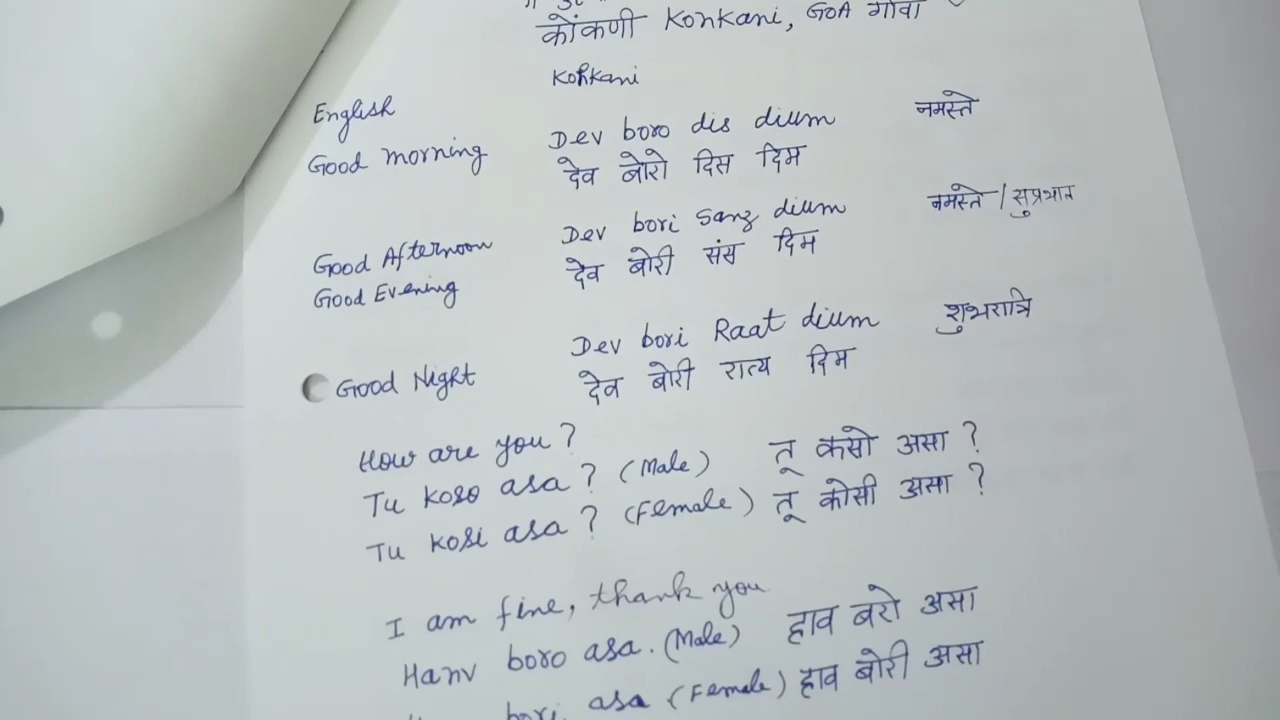 कोंकणी Konkani, GOA गोवा
Konkani
English
Good morning Dev boro dis dium नमस्ते
देव बोरो दिस दिम
Good Afternoon Dev bori Sanz dium नमस्ते / सुप्रभात
Good Evening देव बोरी संस दिम
Good Night Dev bori Raat dium शुभरात्रि
देव बोरी रात्य दिम
How are you?
Tu koso asa? (Male) तू कसो असा ?
Tu kosi asa? (Female) तू कोसी असा ?
I am fine, thank you
Hanv boro asa. (Male) हाव बरो असा
bori asa (Female) हाव बोरी असा